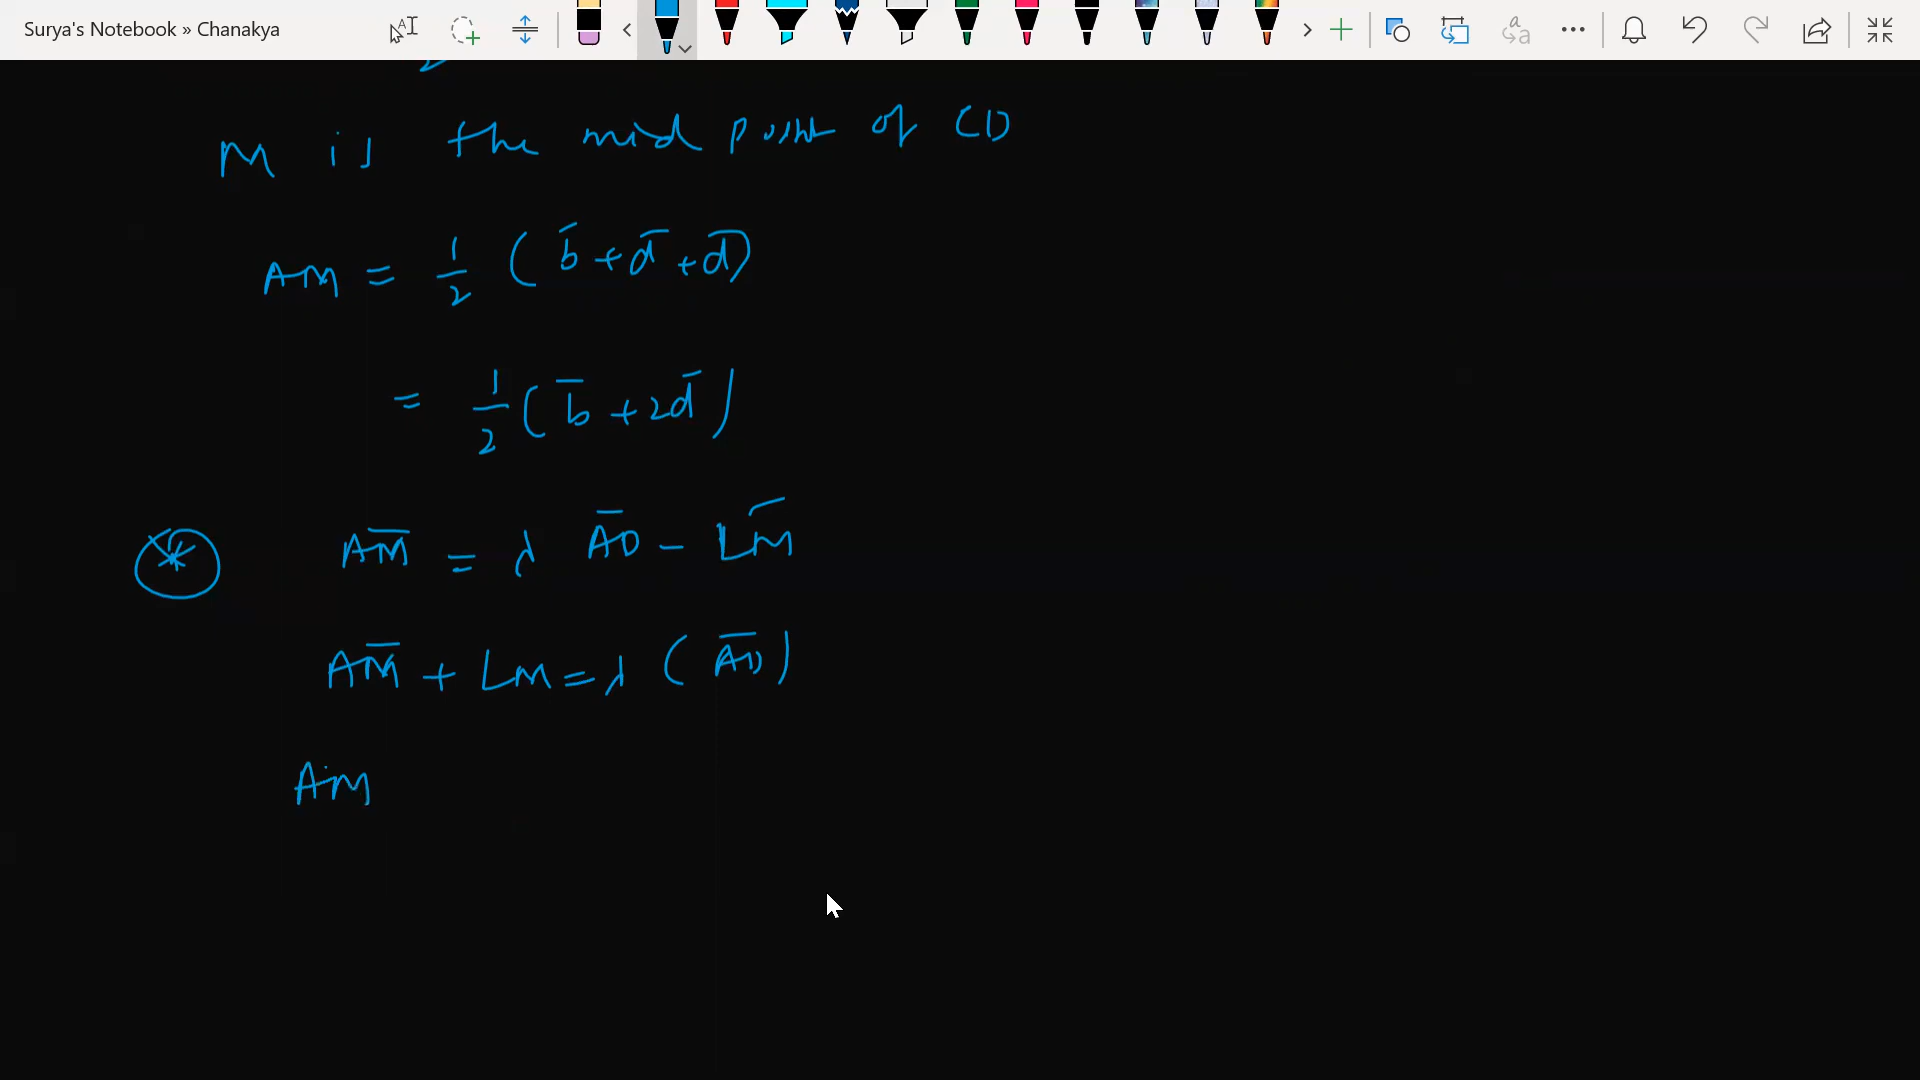 Surya's Notebook » Chanakya
M is the mid point of CD
AM = 1/2 (b̅ + d̅ + d̅)
= 1/2 (b̅ + 2d̅)
* AM̅ = λ AD̅ - LM̅
AM̅ + LM = λ (AD̅)
AM